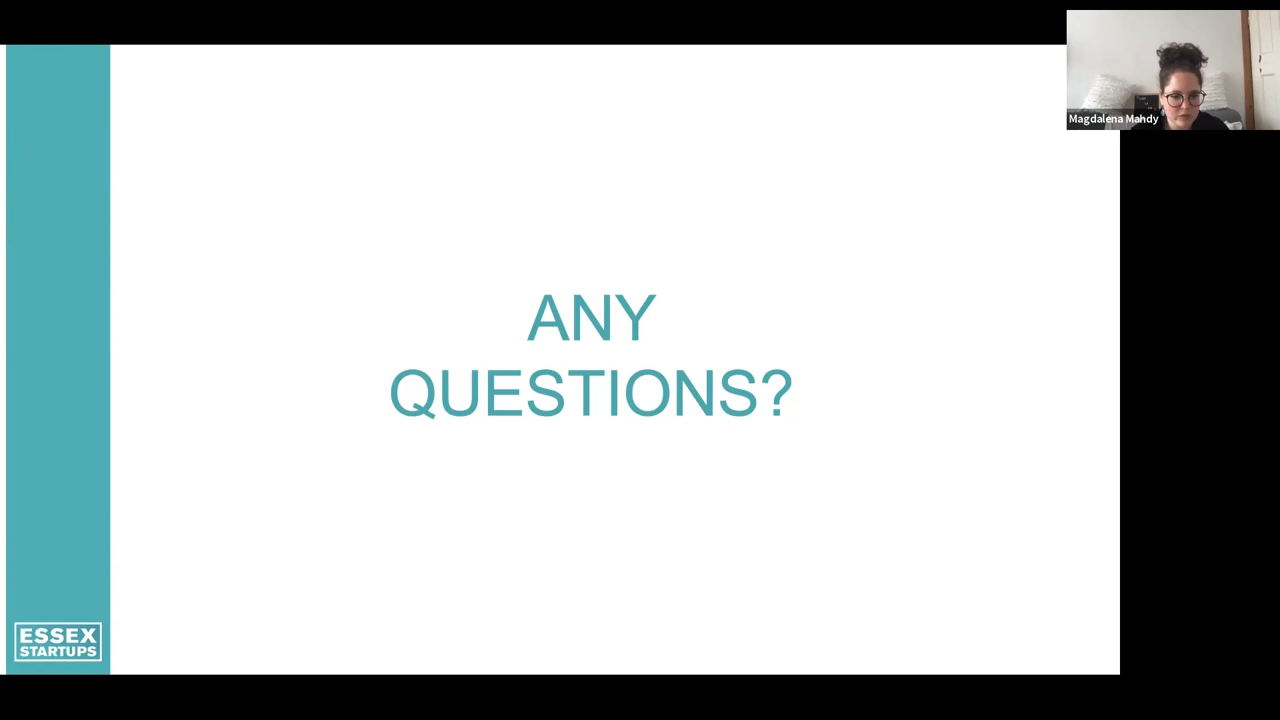 Magdalena Mahdy
ANY
QUESTIONS?
ESSEX
STARTUPS